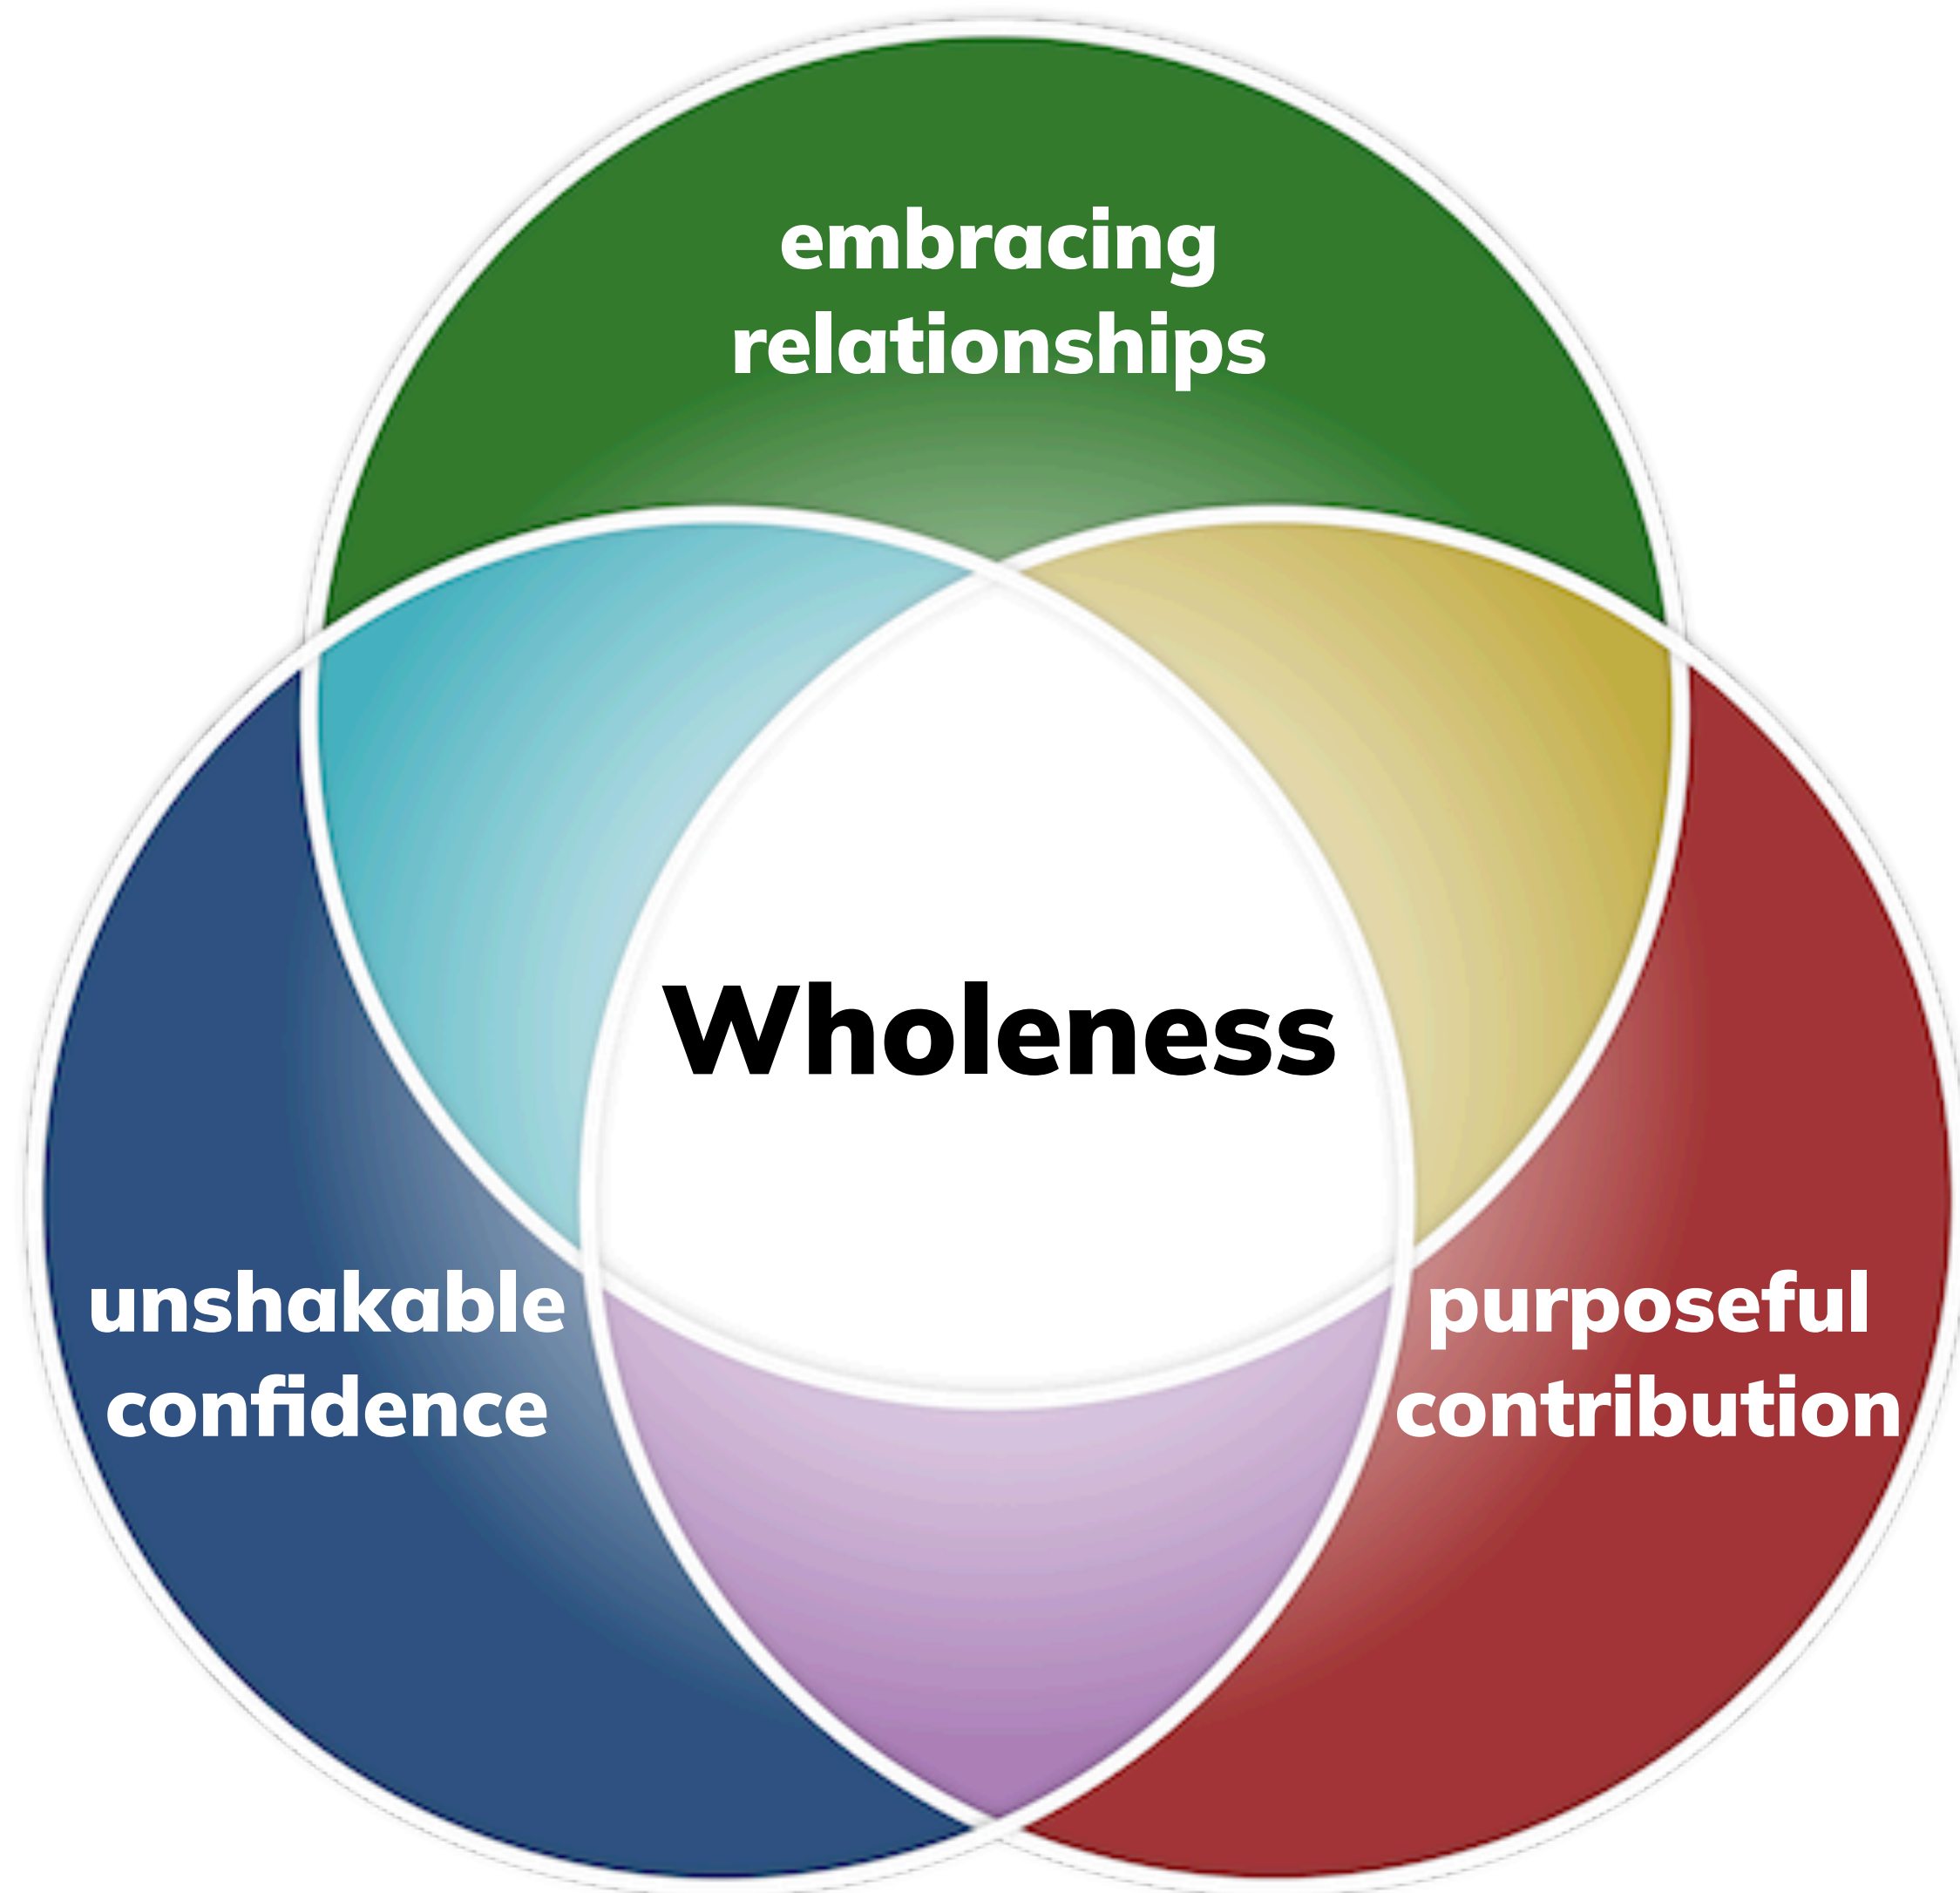 embracing
relationships
Wholeness
unshakable
confidence
purposeful
contribution